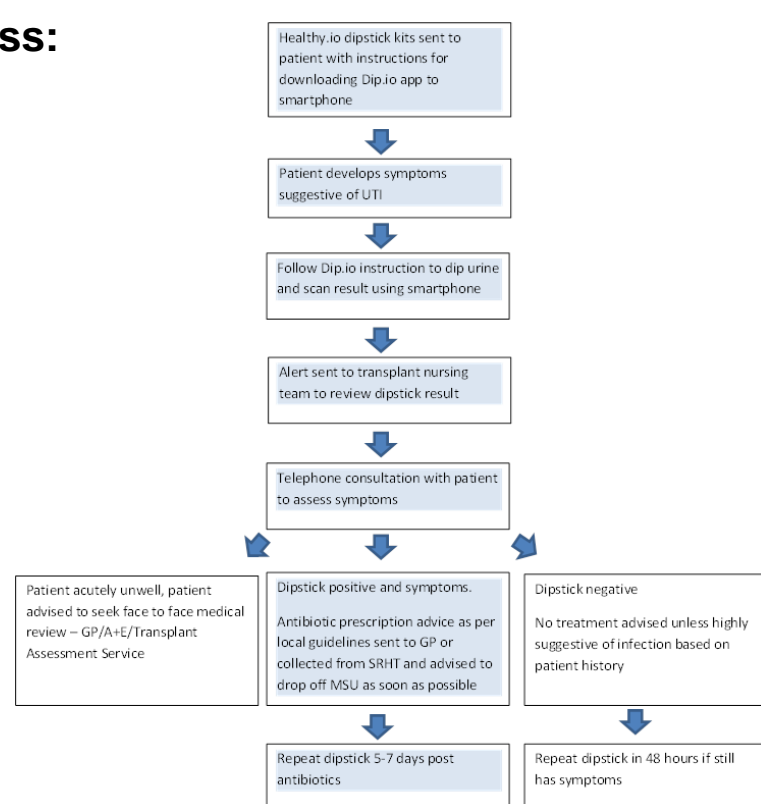 ss:
Healthy.io dipstick kits sent to
patient with instructions for
downloading Dip.io app to
smartphone
Patient develops symptoms
suggestive of UTI
Follow Dip.io instruction to dip urine
and scan result using smartphone
Alert sent to transplant nursing
team to review dipstick result
Telephone consultation with patient
to assess symptoms
Patient acutely unwell, patient
advised to seek face to face medical
review – GP/A+E/Transplant
Assessment Service
Dipstick positive and symptoms.
Antibiotic prescription advice as per
local guidelines sent to GP or
collected from SRHT and advised to
drop off MSU as soon as possible
Dipstick negative
No treatment advised unless highly
suggestive of infection based on
patient history
Repeat dipstick 5-7 days post
antibiotics
Repeat dipstick in 48 hours if still
has symptoms